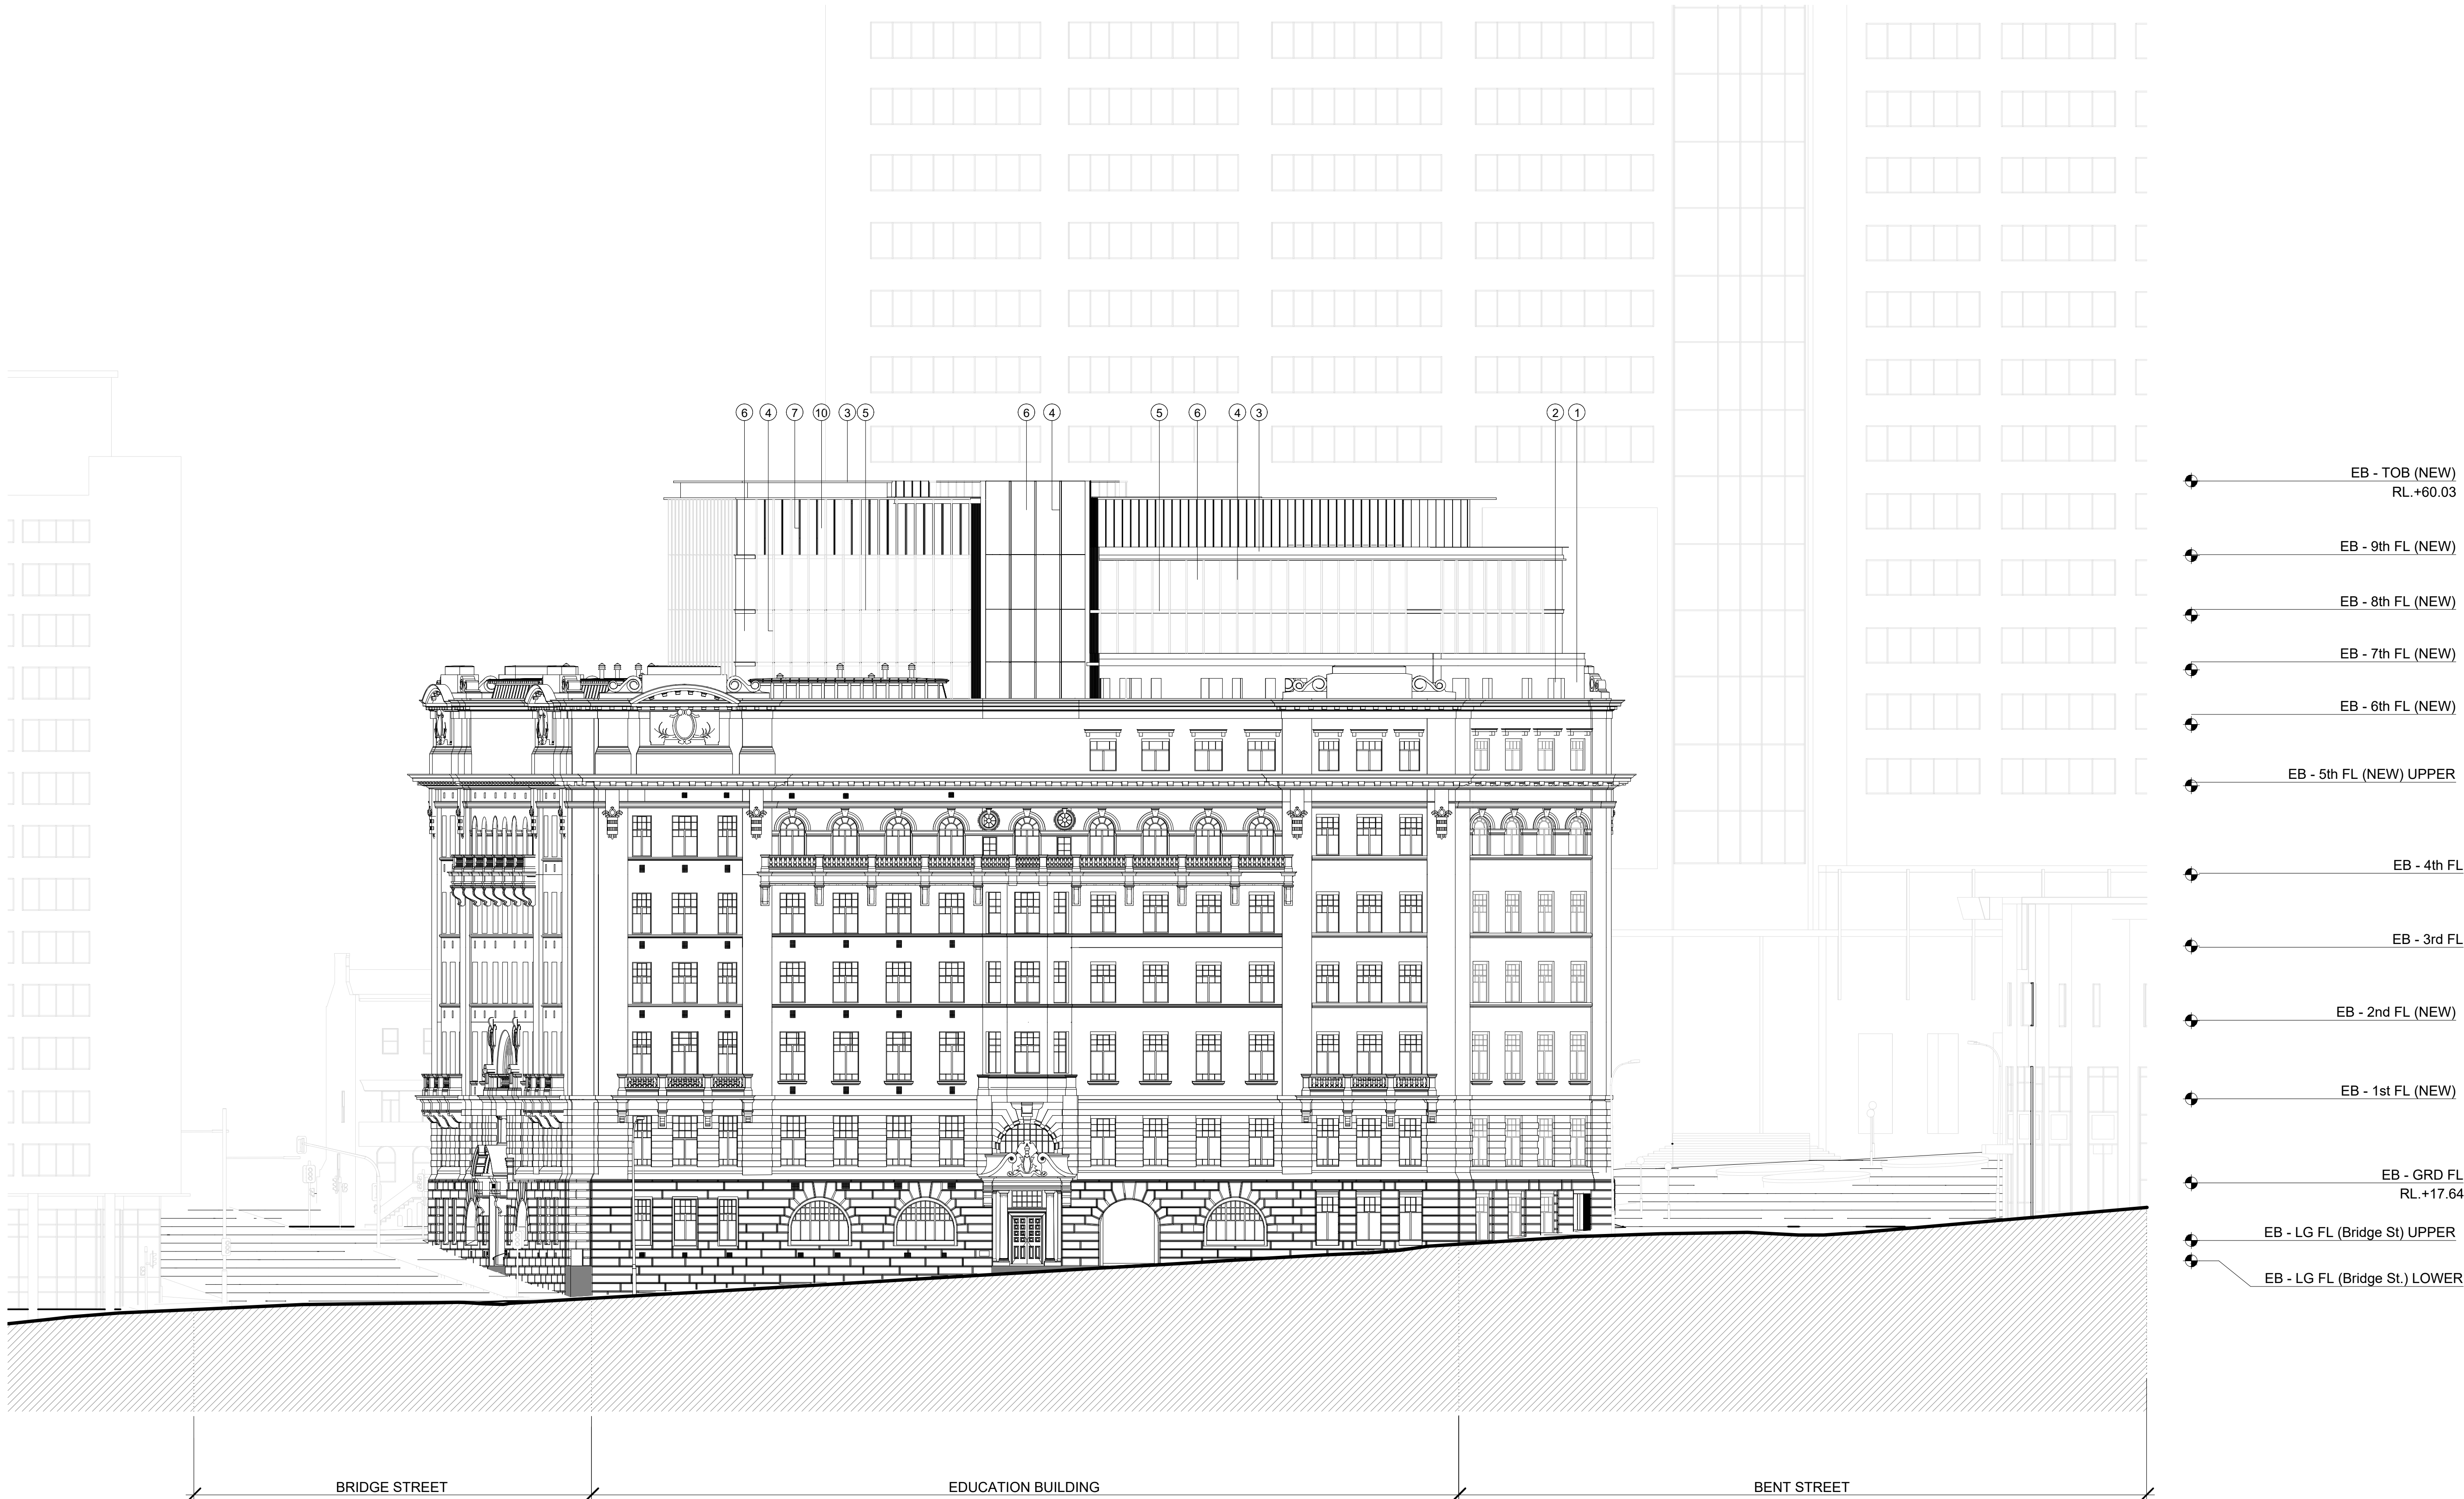 6 4 7 10 3 5 6 4 5 6 4 3 2 1
EB - TOB (NEW)
RL.+60.03
EB - 9th FL (NEW)
EB - 8th FL (NEW)
EB - 7th FL (NEW)
EB - 6th FL (NEW)
EB - 5th FL (NEW) UPPER
EB - 4th FL
EB - 3rd FL
EB - 2nd FL (NEW)
EB - 1st FL (NEW)
EB - GRD FL
RL.+17.64
EB - LG FL (Bridge St) UPPER
EB - LG FL (Bridge St.) LOWER
BRIDGE STREET
EDUCATION BUILDING
BENT STREET